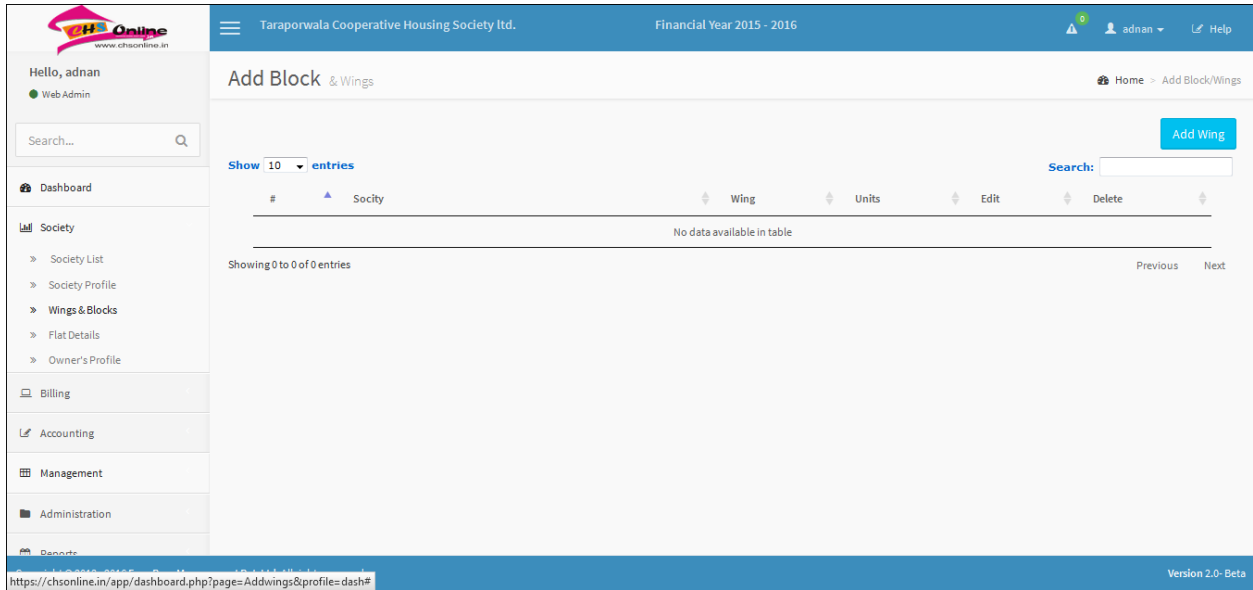 CHS Online
www.chsonline.in
Taraporwala Cooperative Housing Society ltd.
Financial Year 2015 - 2016
0
adnan
Help
Hello, adnan
Web Admin
Add Block & Wings
Home > Add Block/Wings
Search...
Add Wing
Show 10 entries
Search:
Dashboard
# Socity Wing Units Edit Delete
Society
No data available in table
» Society List
Showing 0 to 0 of 0 entries
Previous Next
» Society Profile
» Wings & Blocks
» Flat Details
» Owner's Profile
Billing
Accounting
Management
Administration
Reports
https://chsonline.in/app/dashboard.php?page=Addwings&profile=dash#
Version 2.0- Beta